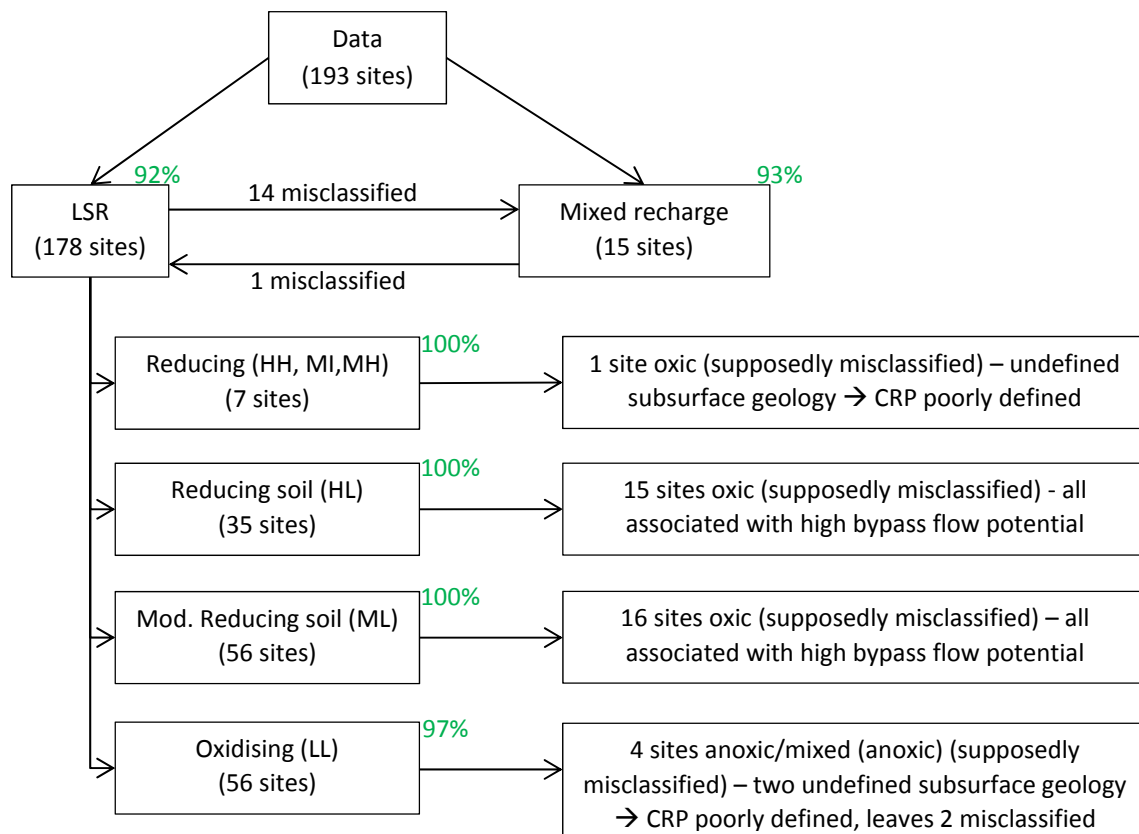 Data
(193 sites)
92%
93%
LSR
(178 sites)
14 misclassified
Mixed recharge
(15 sites)
1 misclassified
Reducing (HH, MI,MH)
(7 sites)
100%
1 site oxic (supposedly misclassified) – undefined
subsurface geology → CRP poorly defined
Reducing soil (HL)
(35 sites)
100%
15 sites oxic (supposedly misclassified) - all
associated with high bypass flow potential
Mod. Reducing soil (ML)
(56 sites)
100%
16 sites oxic (supposedly misclassified) – all
associated with high bypass flow potential
Oxidising (LL)
(56 sites)
97%
4 sites anoxic/mixed (anoxic) (supposedly
misclassified) – two undefined subsurface geology
→ CRP poorly defined, leaves 2 misclassified